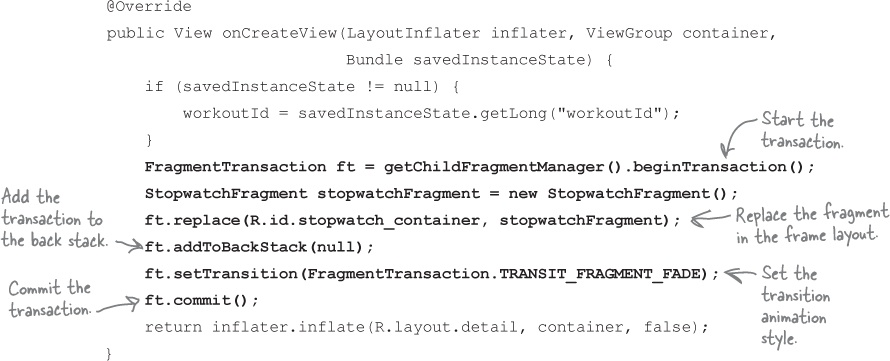 @Override
public View onCreateView(LayoutInflater inflater, ViewGroup container,
Bundle savedInstanceState) {
if (savedInstanceState != null) {
workoutId = savedInstanceState.getLong("workoutId");
}
Start the
transaction.
FragmentTransaction ft = getChildFragmentManager().beginTransaction();
StopwatchFragment stopwatchFragment = new StopwatchFragment();
ft.replace(R.id.stopwatch_container, stopwatchFragment);
Replace the fragment
in the frame layout.
Add the
transaction to
the back stack.
ft.addToBackStack(null);
ft.setTransition(FragmentTransaction.TRANSIT_FRAGMENT_FADE);
Set the
transition
animation
style.
Commit the
transaction.
ft.commit();
return inflater.inflate(R.layout.detail, container, false);
}